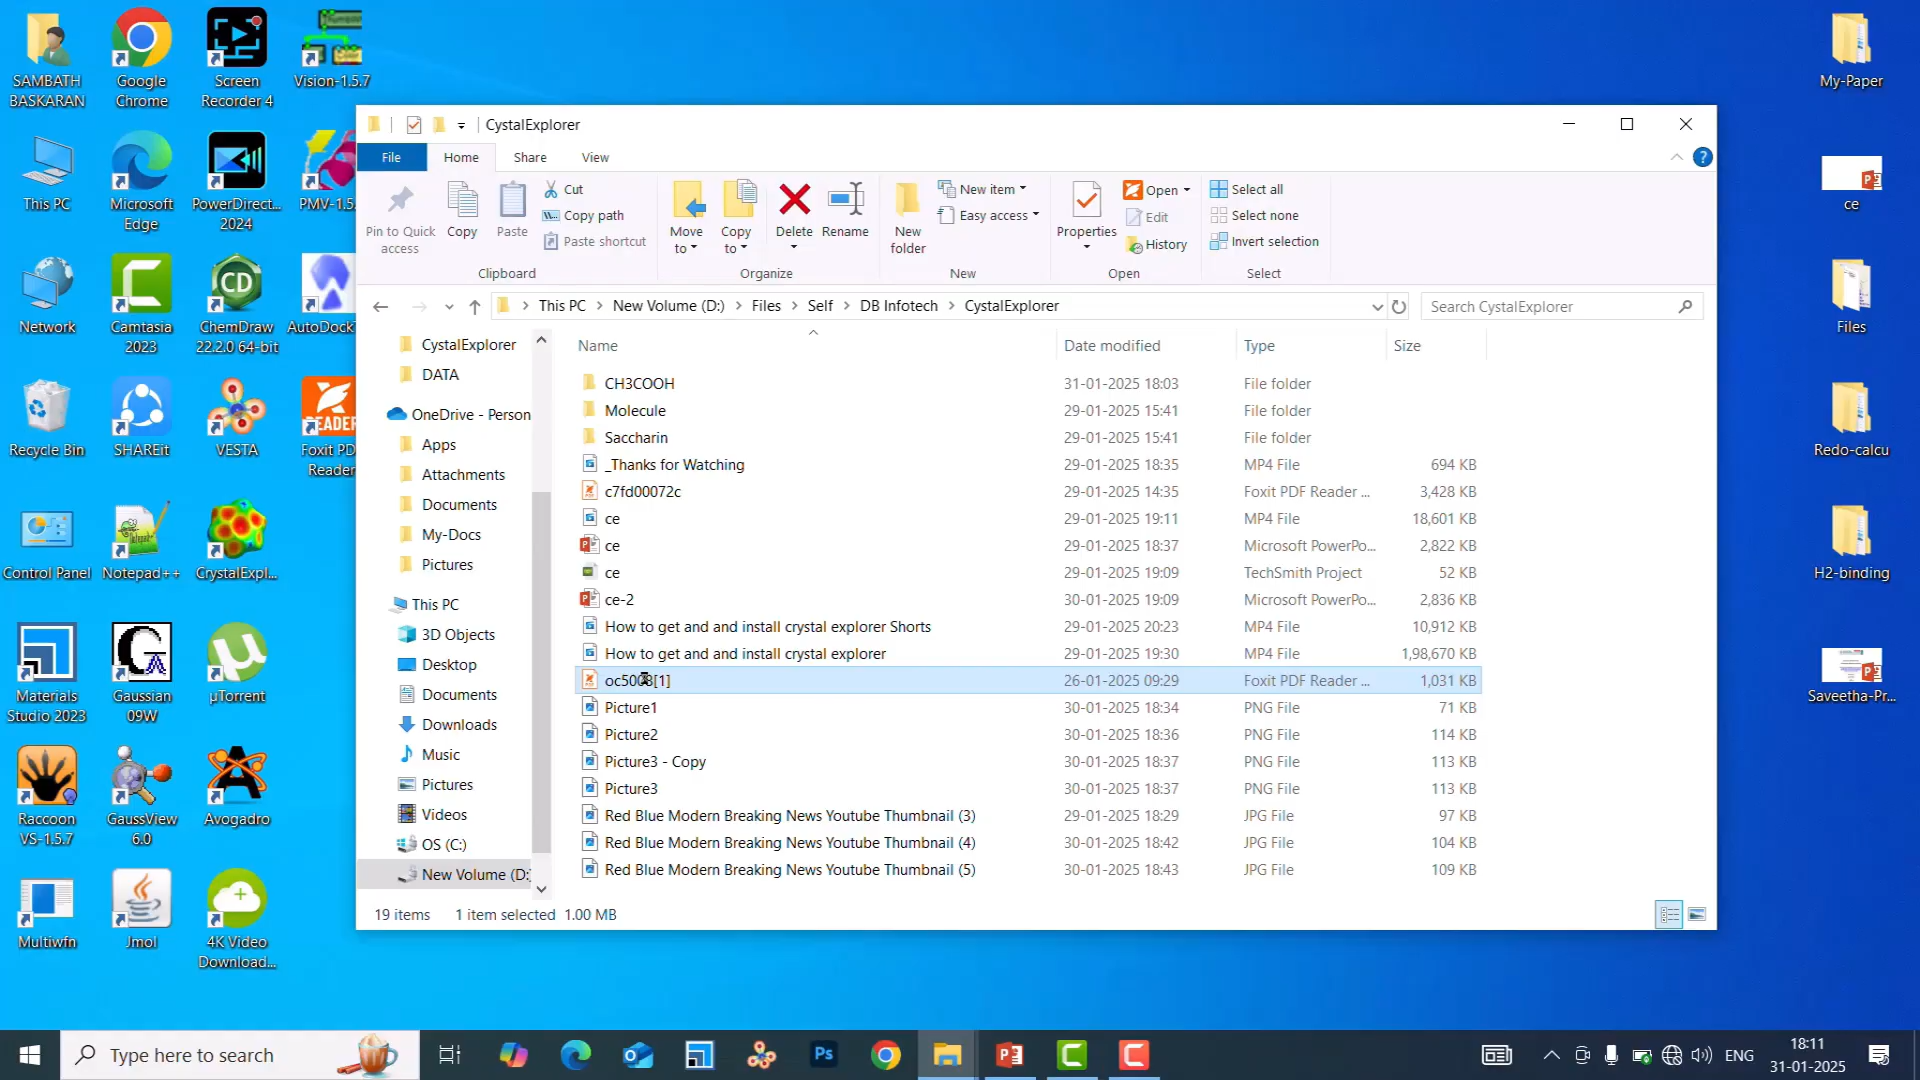 SAMBATH
BASKARAN
Google
Chrome
Screen
Recorder 4
Vision-1.5.7
This PC
Microsoft
Edge
PowerDirect...
2024
PMV-1.5.
Network
Camtasia
2023
ChemDraw
22.2.0 64-bit
AutoDock
Recycle Bin
SHAREit
VESTA
READER
Foxit PD
Reader
Control Panel
Notepad++
CrystalExpl...
Materials
Studio 2023
Gaussian
09W
µTorrent
Raccoon
VS-1.5.7
GaussView
6.0
Avogadro
Multiwfn
Jmol
4K Video
Download...
CystalExplorer
File
Home
Share
View
Pin to Quick
access
Copy
Paste
Cut
Copy path
Paste shortcut
Clipboard
Move
to
Copy
to
Delete
Rename
Organize
New
folder
New item
Easy access
New
Properties
Open
Edit
History
Open
Select all
Select none
Invert selection
Select
This PC
New Volume (D:)
Files
Self
DB Infotech
CystalExplorer
Search CystalExplorer
CystalExplorer
DATA
OneDrive - Person
Apps
Attachments
Documents
My-Docs
Pictures
This PC
3D Objects
Desktop
Documents
Downloads
Music
Pictures
Videos
OS (C:)
New Volume (D:)
Name Date modified Type Size
CH3COOH 31-01-2025 18:03 File folder
Molecule 29-01-2025 15:41 File folder
Saccharin 29-01-2025 15:41 File folder
_Thanks for Watching 29-01-2025 18:35 MP4 File 694 KB
c7fd00072c 29-01-2025 14:35 Foxit PDF Reader ... 3,428 KB
ce 29-01-2025 19:11 MP4 File 18,601 KB
ce 29-01-2025 18:37 Microsoft PowerPo... 2,822 KB
ce 29-01-2025 19:09 TechSmith Project 52 KB
ce-2 30-01-2025 19:09 Microsoft PowerPo... 2,836 KB
How to get and and install crystal explorer Shorts 29-01-2025 20:23 MP4 File 10,912 KB
How to get and and install crystal explorer 29-01-2025 19:30 MP4 File 1,98,670 KB
oc5008[1] 26-01-2025 09:29 Foxit PDF Reader ... 1,031 KB
Picture1 30-01-2025 18:34 PNG File 71 KB
Picture2 30-01-2025 18:36 PNG File 114 KB
Picture3 - Copy 30-01-2025 18:37 PNG File 113 KB
Picture3 30-01-2025 18:37 PNG File 113 KB
Red Blue Modern Breaking News Youtube Thumbnail (3) 29-01-2025 18:29 JPG File 97 KB
Red Blue Modern Breaking News Youtube Thumbnail (4) 30-01-2025 18:42 JPG File 104 KB
Red Blue Modern Breaking News Youtube Thumbnail (5) 30-01-2025 18:43 JPG File 109 KB
19 items 1 item selected 1.00 MB
My-Paper
ce
Files
Redo-calcu
H2-binding
Saveetha-Pr...
Type here to search
Ps
ENG
18:11
31-01-2025